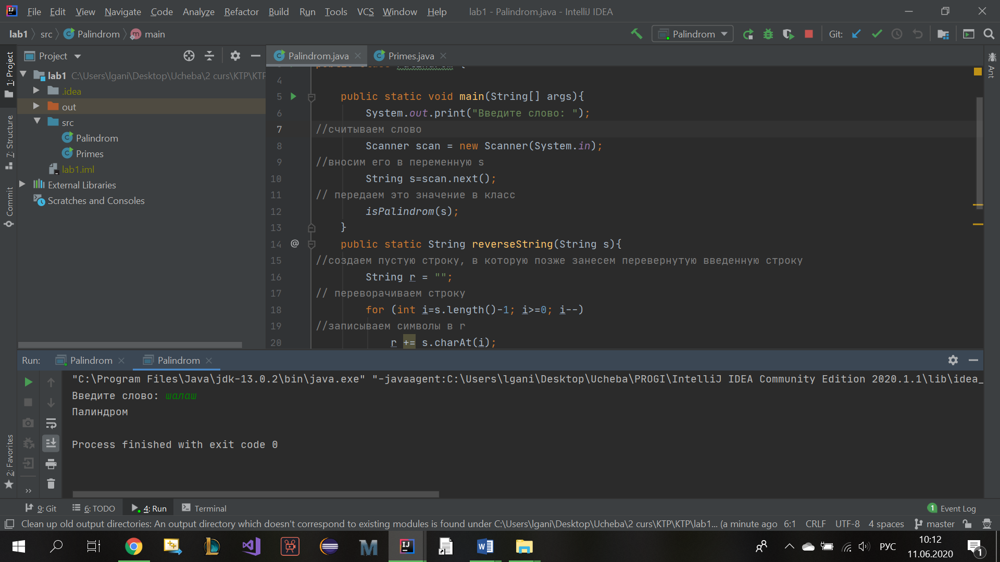 File Edit View Navigate Code Analyze Refactor Build Run Tools VCS Window Help lab1 - Palindrom.java - IntelliJ IDEA
lab1 src Palindrom main
Palindrom Git:
Project
Palindrom.java Primes.java
1: Project
7: Structure
Commit
2: Favorites
Ant
lab1 C:\Users\lgani\Desktop\Ucheba\2 curs\KTP\KTP
.idea
out
src
Palindrom
Primes
lab1.iml
External Libraries
Scratches and Consoles
4
5 public static void main(String[] args){
6 System.out.print("Введите слово: ");
7 //считываем слово
8 Scanner scan = new Scanner(System.in);
9 //вносим его в переменную s
10 String s=scan.next();
11 // передаем это значение в класс
12 isPalindrom(s);
13 }
14 @ public static String reverseString(String s){
15 //создаем пустую строку, в которую позже занесем перевернутую введенную строку
16 String r = "";
17 // переворачиваем строку
18 for (int i=s.length()-1; i>=0; i--)
19 //записываем символы в r
20 r += s.charAt(i);
Run: Palindrom Palindrom
"C:\Program Files\Java\jdk-13.0.2\bin\java.exe" "-javaagent:C:\Users\lgani\Desktop\Ucheba\PROGI\IntelliJ IDEA Community Edition 2020.1.1\lib\idea_
Введите слово: шалаш
Палиндром
Process finished with exit code 0
9: Git 6: TODO 4: Run Terminal 1 Event Log
Clean up old output directories: An output directory which doesn't correspond to existing modules is found under C:\Users\lgani\Desktop\Ucheba\2 curs\KTP\KTP\lab1... (a minute ago 6:1 CRLF UTF-8 4 spaces master
РУС 10:12
11.06.2020 1